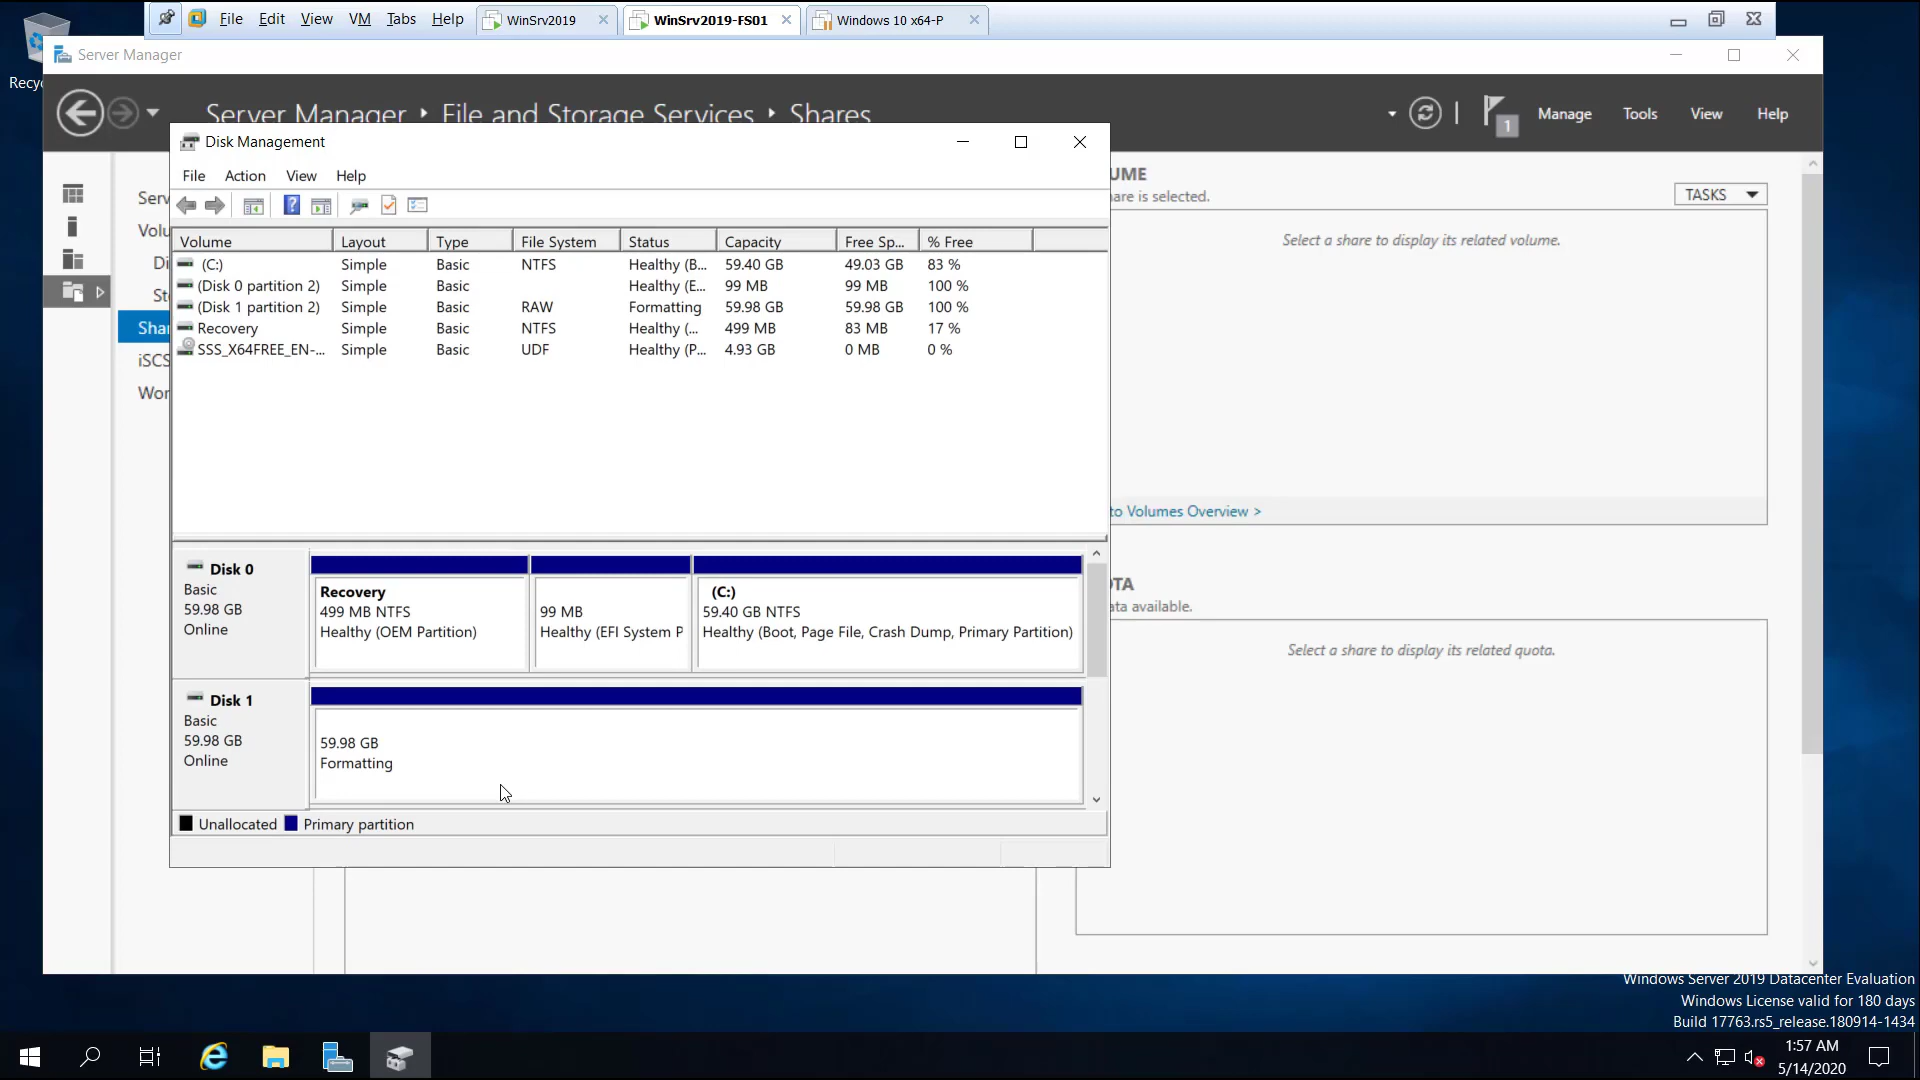 File Edit View VM Tabs Help WinSrv2019 WinSrv2019-FS01 Windows 10 x64-P
Server Manager
Recyc
Server Manager File and Storage Services Shares
1 Manage Tools View Help
Disk Management
File Action View Help
Volume Layout Type File System Status Capacity Free Sp... % Free
(C:) Simple Basic NTFS Healthy (B... 59.40 GB 49.03 GB 83 %
(Disk 0 partition 2) Simple Basic Healthy (E... 99 MB 99 MB 100 %
(Disk 1 partition 2) Simple Basic RAW Formatting 59.98 GB 59.98 GB 100 %
Recovery Simple Basic NTFS Healthy (... 499 MB 83 MB 17 %
SSS_X64FREE_EN-... Simple Basic UDF Healthy (P... 4.93 GB 0 MB 0 %
Serv
Volu
Di
St
Shar
iSCS
Wor
UME
are is selected.
TASKS
Select a share to display its related volume.
to Volumes Overview >
OTA
ata available.
Select a share to display its related quota.
Disk 0
Basic
59.98 GB
Online
Recovery
499 MB NTFS
Healthy (OEM Partition)
99 MB
Healthy (EFI System P
(C:)
59.40 GB NTFS
Healthy (Boot, Page File, Crash Dump, Primary Partition)
Disk 1
Basic
59.98 GB
Online
59.98 GB
Formatting
Unallocated Primary partition
Windows Server 2019 Datacenter Evaluation
Windows License valid for 180 days
Build 17763.rs5_release.180914-1434
1:57 AM
5/14/2020